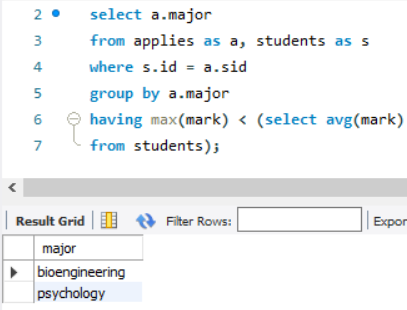 2 select a.major
3 from applies as a, students as s
4 where s.id = a.sid
5 group by a.major
6 having max(mark) < (select avg(mark)
7 from students);
Result Grid Filter Rows: Expor
major
bioengineering
psychology